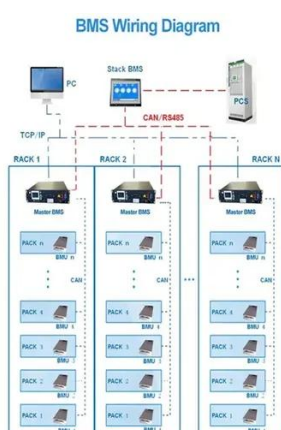 BMS Wiring Diagram
Stack BMS
PC
PCS
CAN/RS485
TCP/IP
RACK 1
RACK 2
RACK N
Master BMS
Master BMS
Master BMS
PACK n
PACK n
PACK n
BMU n
BMU n
BMU n
CAN
CAN
PACK 4
PACK 4
PACK 4
BMU 4
BMU 4
BMU 4
PACK 3
PACK 3
PACK 3
BMU 3
BMU 3
BMU 3
PACK 2
PACK 2
PACK 2
BMU 2
BMU 2
BMU 2
PACK 1
PACK 1
PACK 1